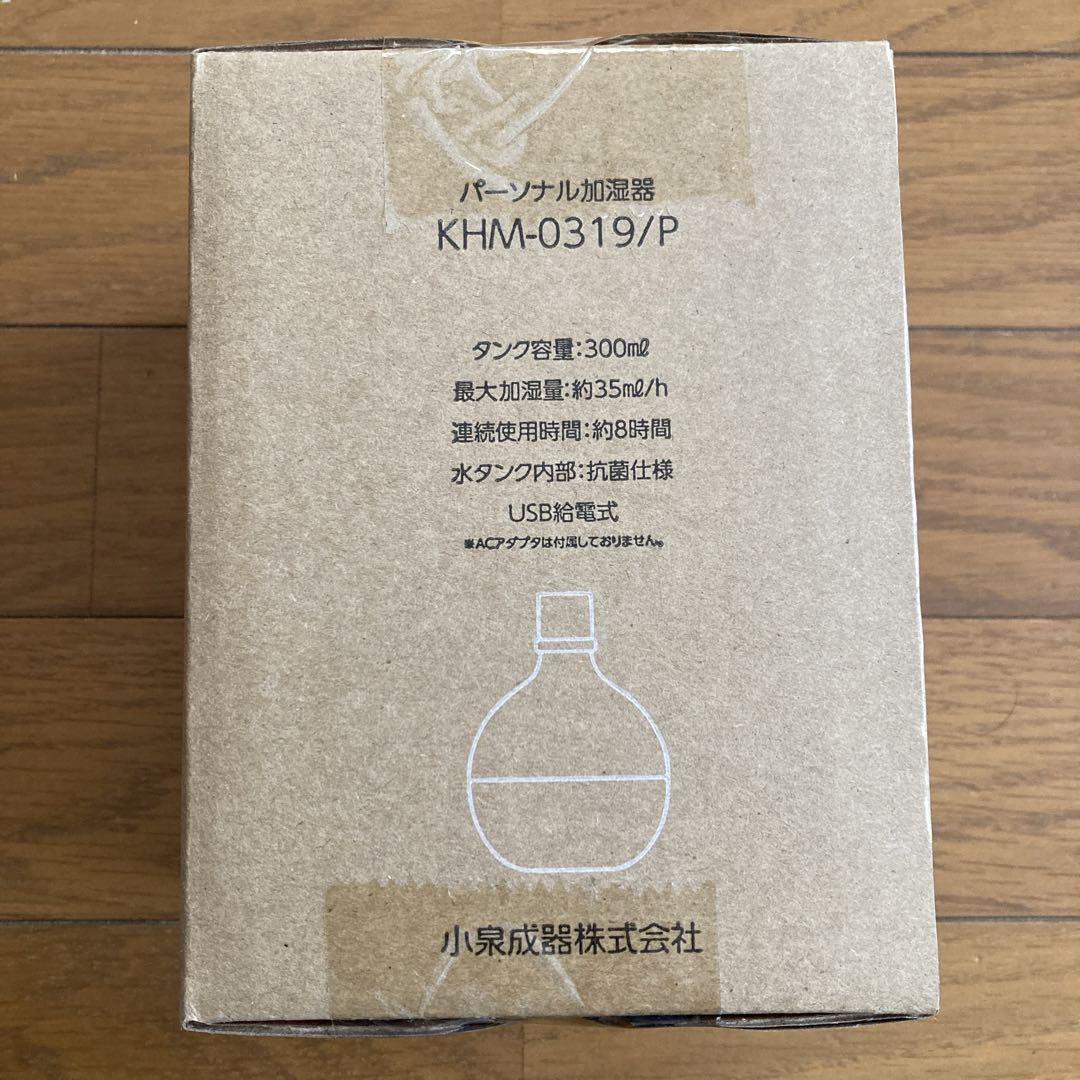 パーソナル加湿器
KHM-0319/P
タンク容量:300㎖
最大加湿量:約35㎖/h
連続使用時間:約8時間
水タンク内部:抗菌仕様
USB給電式
※ACアダプタは付属しておりません。
小泉成器株式会社